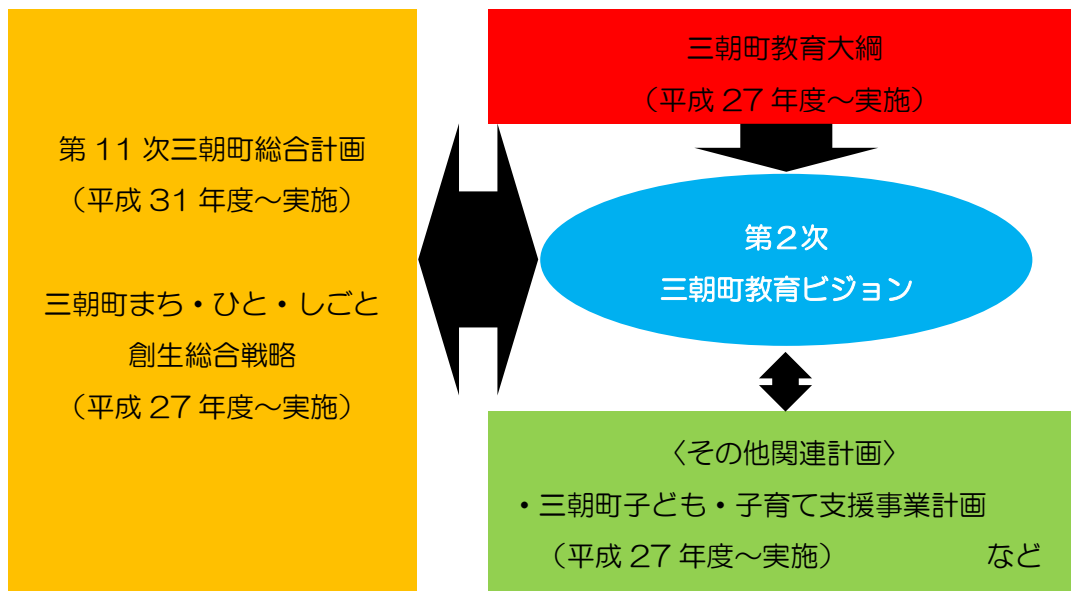 第 11 次三朝町総合計画
（平成 31 年度～実施）
三朝町まち・ひと・しごと
創生総合戦略
（平成 27 年度～実施）
三朝町教育大綱
（平成 27 年度～実施）
第２次
三朝町教育ビジョン
〈その他関連計画〉
・三朝町子ども・子育て支援事業計画
（平成 27 年度～実施） など